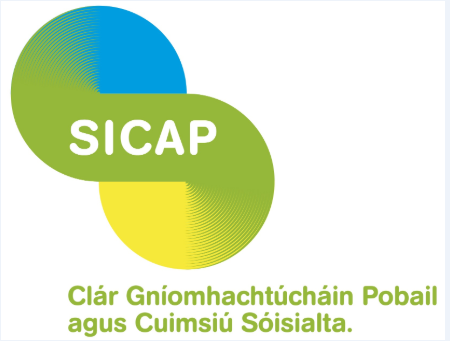 SICAP
Clár Gníomhachtúcháin Pobail
agus Cuimsiú Sóisialta.